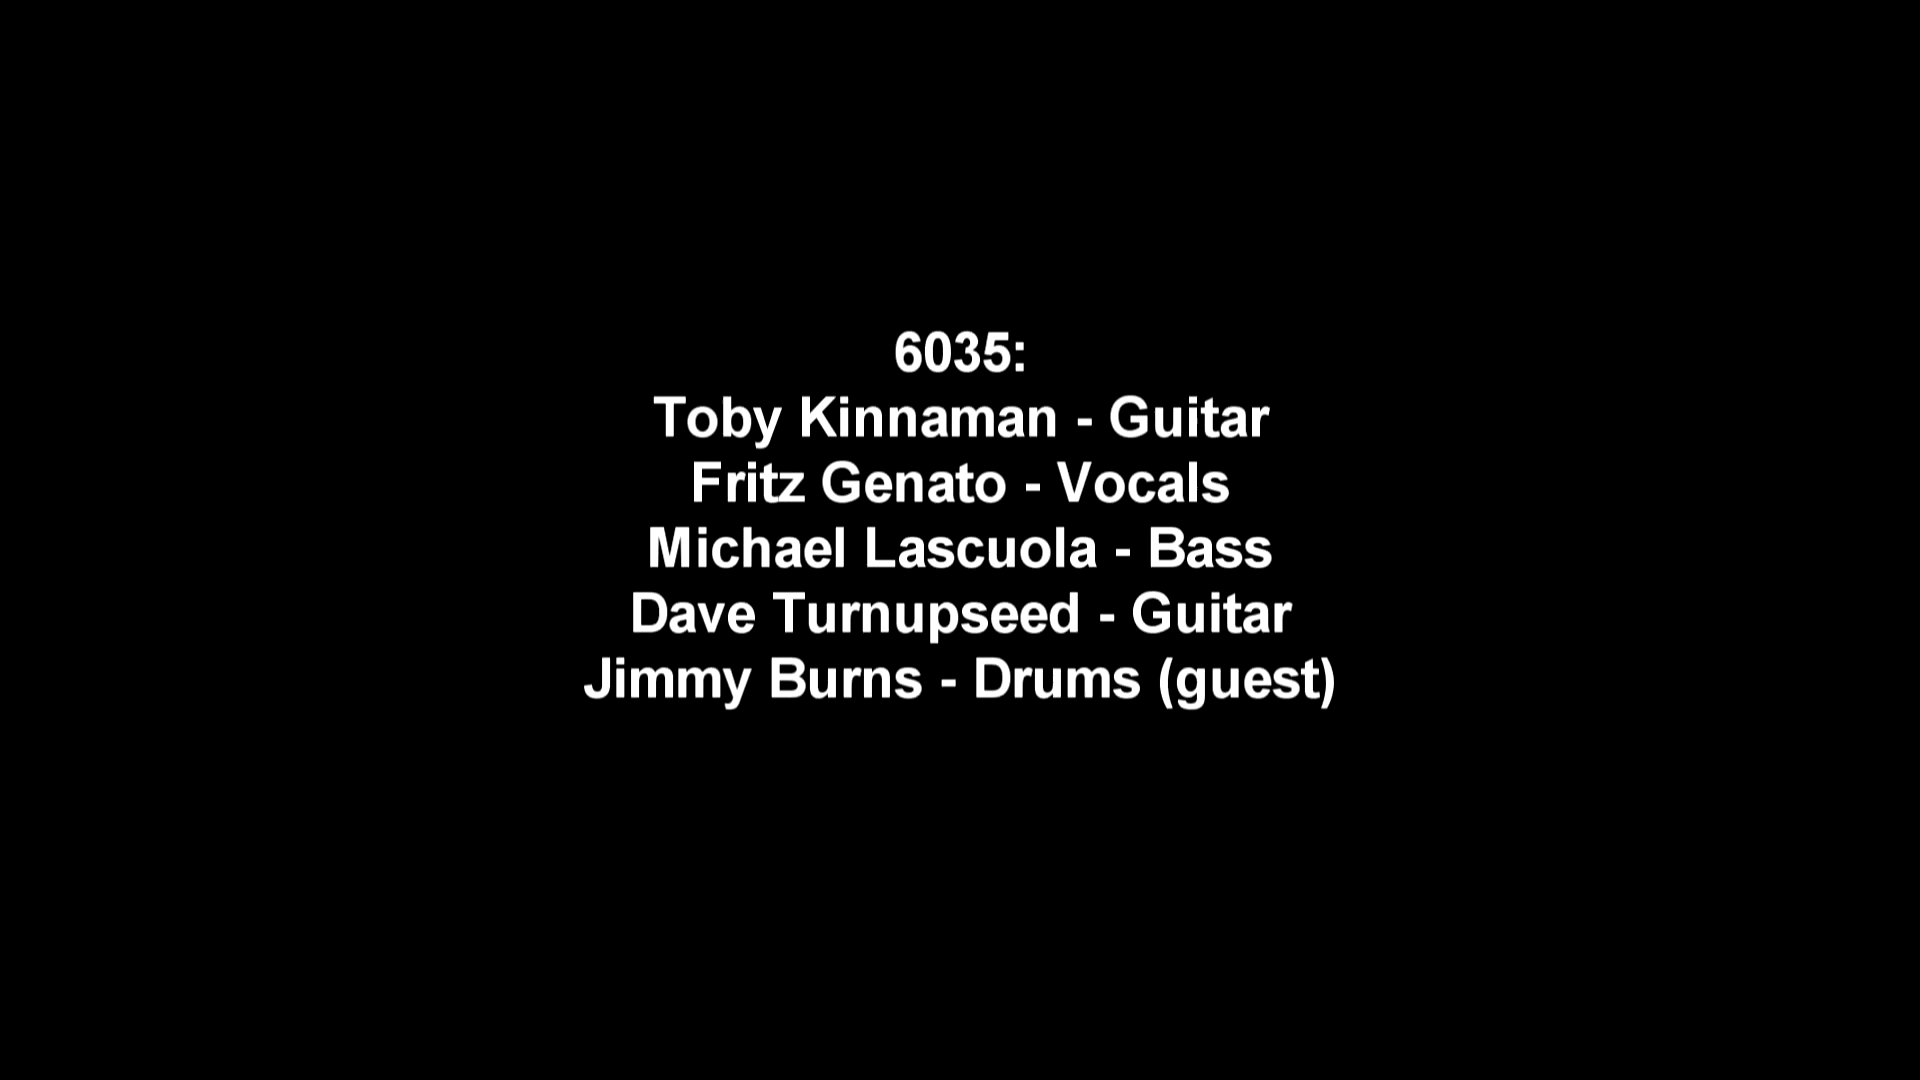 6035:
Toby Kinnaman - Guitar
Fritz Genato - Vocals
Michael Lascuola - Bass
Dave Turnupseed - Guitar
Jimmy Burns - Drums (guest)